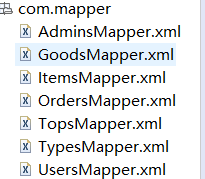 com.mapper
AdminsMapper.xml
GoodsMapper.xml
ItemsMapper.xml
OrdersMapper.xml
TopsMapper.xml
TypesMapper.xml
UsersMapper.xml